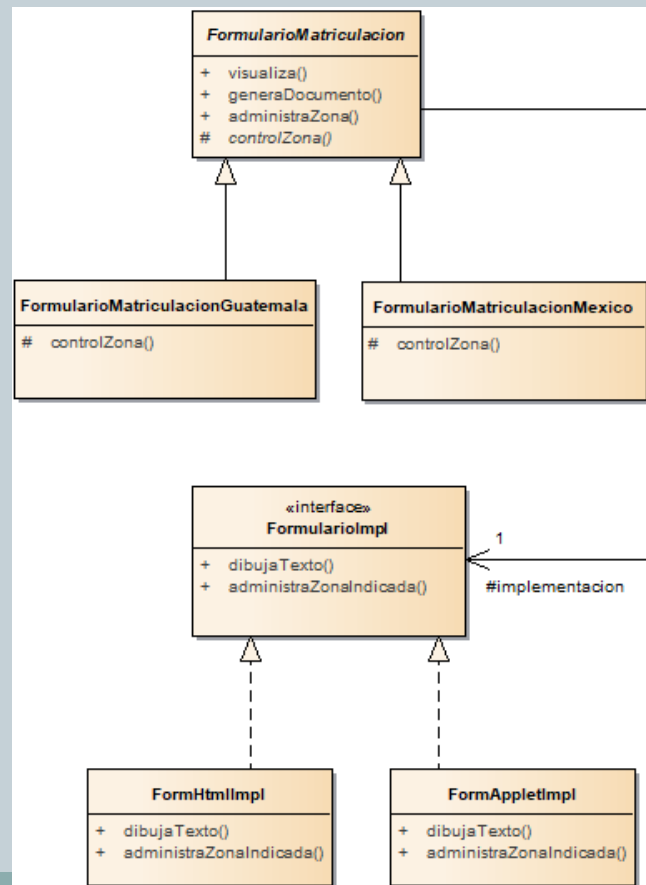 FormularioMatriculacion
+ visualiza()
+ generaDocumento()
+ administraZona()
# controlZona()
FormularioMatriculacionGuatemala
# controlZona()
FormularioMatriculacionMexico
# controlZona()
«interface»
FormularioImpl
+ dibujaTexto()
+ administraZonaIndicada()
1
#implementacion
FormHtmlImpl
+ dibujaTexto()
+ administraZonaIndicada()
FormAppletImpl
+ dibujaTexto()
+ administraZonaIndicada()